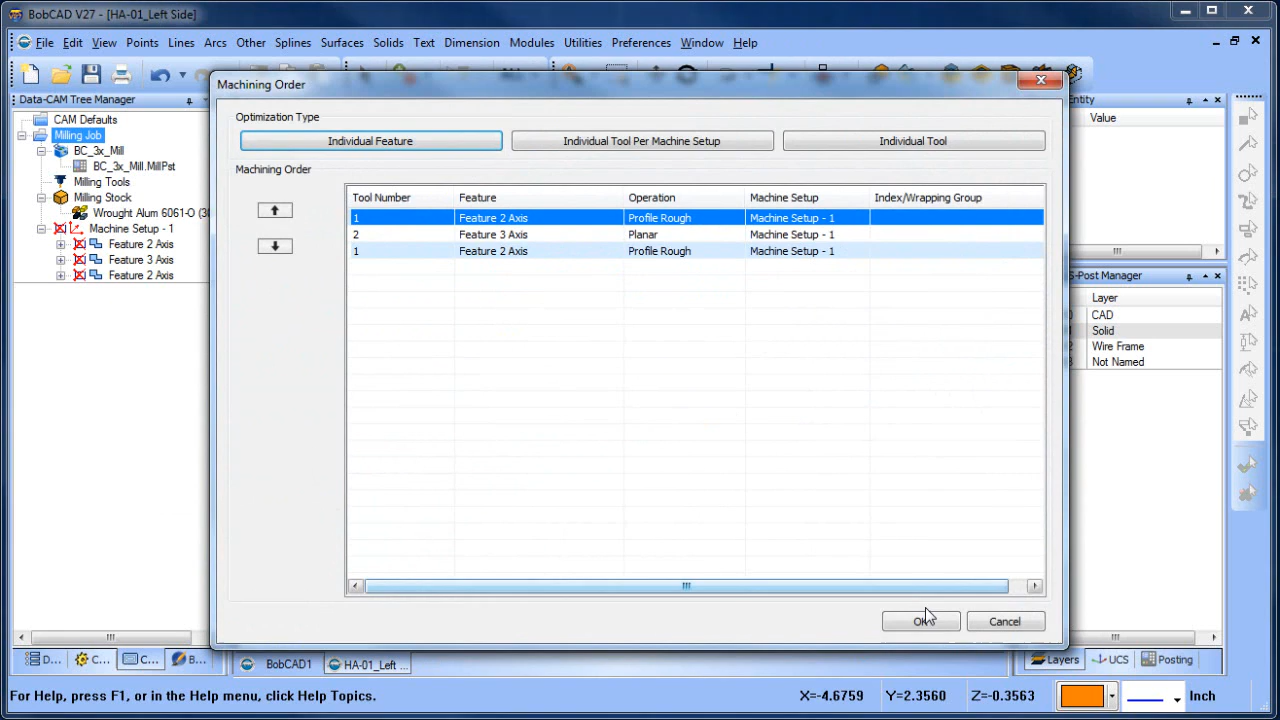 BobCAD V27 - [HA-01_Left Side]
File Edit View Points Lines Arcs Other Splines Surfaces Solids Text Dimension Modules Utilities Preferences Window Help
Data-CAM Tree Manager
CAM Defaults
Milling Job
BC_3x_Mill
BC_3x_Mill.MillPst
Milling Tools
Milling Stock
Wrought Alum 6061-O (3
Machine Setup - 1
Feature 2 Axis
Feature 3 Axis
Feature 2 Axis
Machining Order
Optimization Type
Individual Feature Individual Tool Per Machine Setup Individual Tool
Machining Order
Tool Number Feature Operation Machine Setup Index/Wrapping Group
1 Feature 2 Axis Profile Rough Machine Setup - 1
2 Feature 3 Axis Planar Machine Setup - 1
1 Feature 2 Axis Profile Rough Machine Setup - 1
OK Cancel
Entity
Value
S-Post Manager
Layer
CAD
Solid
Wire Frame
Not Named
D... C... C... B... BobCAD1 HA-01_Left ... Layers UCS Posting
For Help, press F1, or in the Help menu, click Help Topics. X=-4.6759 Y=2.3560 Z=-0.3563 Inch